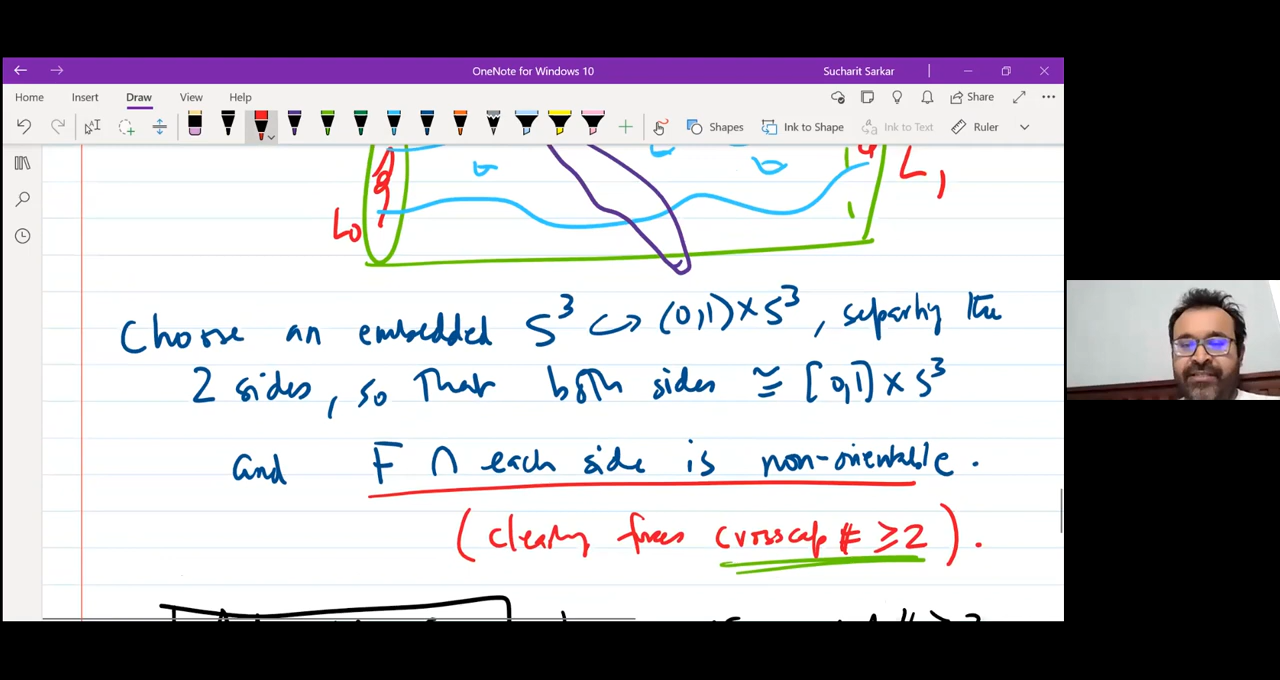 OneNote for Windows 10
Sucharit Sarkar
Home Insert Draw View Help
Share
Shapes Ink to Shape Ink to Text Ruler
L0 L1
Choose an embedded S³ ↪ (0,1) × S³, separating the
2 sides, so that both sides ≅ [0,1] × S³
and F ∩ each side is non-orientable.
(clearly forces crosscap # ≥ 2).